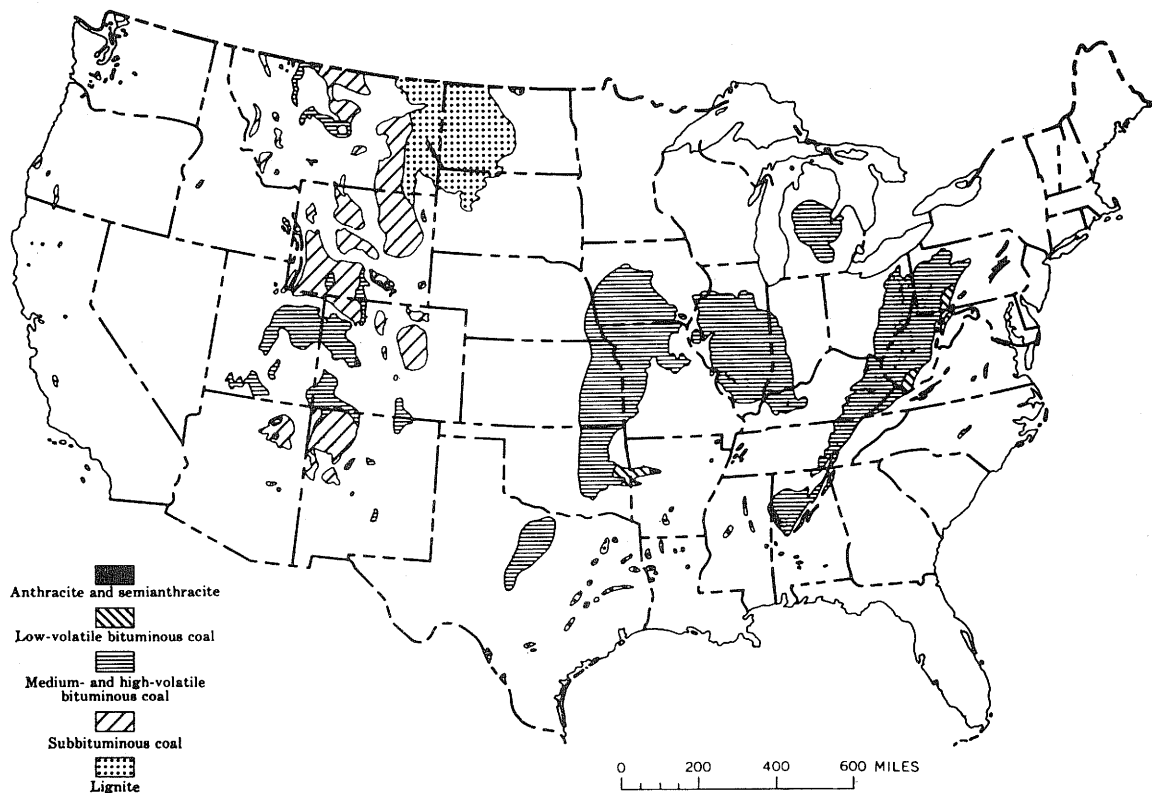 Anthracite and semianthracite
Low-volatile bituminous coal
Medium- and high-volatile
bituminous coal
Subbituminous coal
Lignite
0 200 400 600 MILES